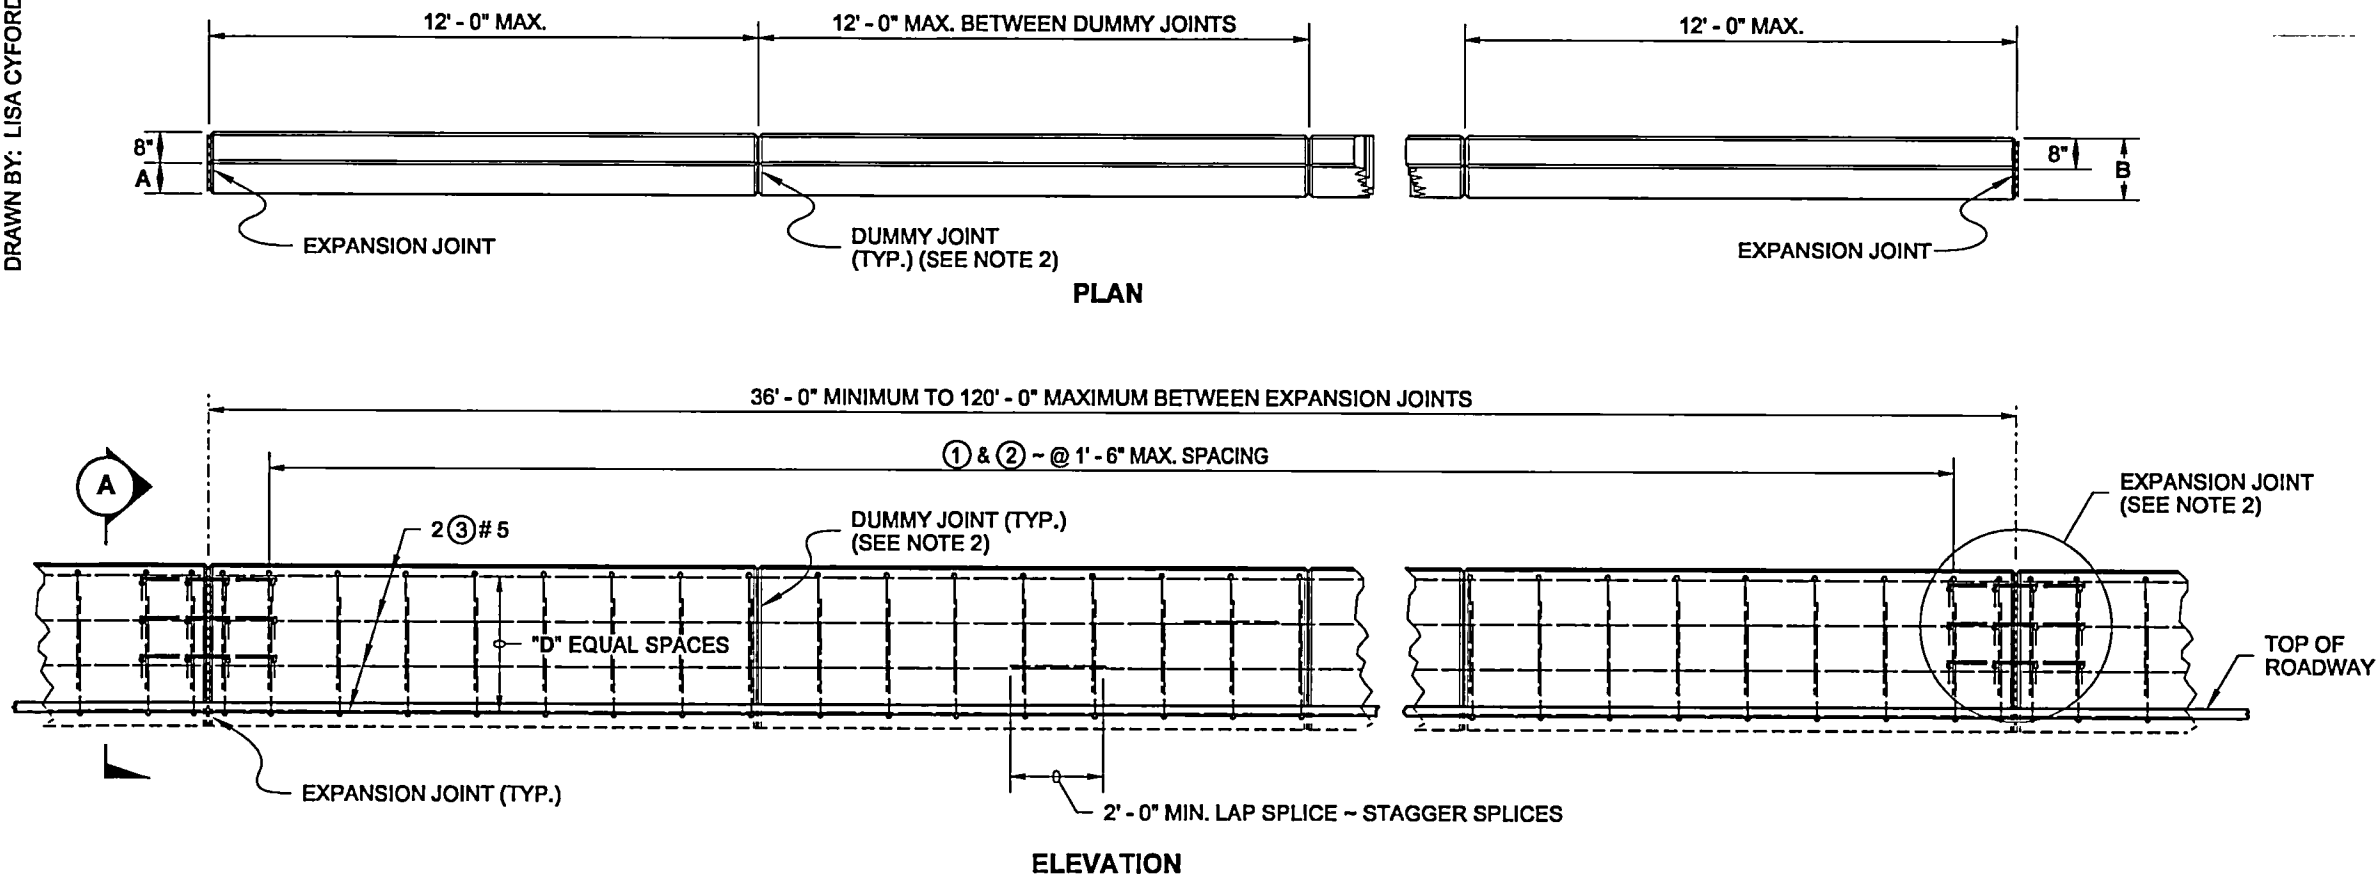 DRAWN BY: LISA CYFORD
12' - 0" MAX.
12' - 0" MAX. BETWEEN DUMMY JOINTS
12' - 0" MAX.
8"
A
8"
B
EXPANSION JOINT
DUMMY JOINT
(TYP.) (SEE NOTE 2)
EXPANSION JOINT
PLAN
36' - 0" MINIMUM TO 120' - 0" MAXIMUM BETWEEN EXPANSION JOINTS
① & ② ~ @ 1' - 6" MAX. SPACING
A
EXPANSION JOINT
(SEE NOTE 2)
2 ③ # 5
DUMMY JOINT (TYP.)
(SEE NOTE 2)
"D" EQUAL SPACES
TOP OF
ROADWAY
EXPANSION JOINT (TYP.)
2' - 0" MIN. LAP SPLICE ~ STAGGER SPLICES
ELEVATION